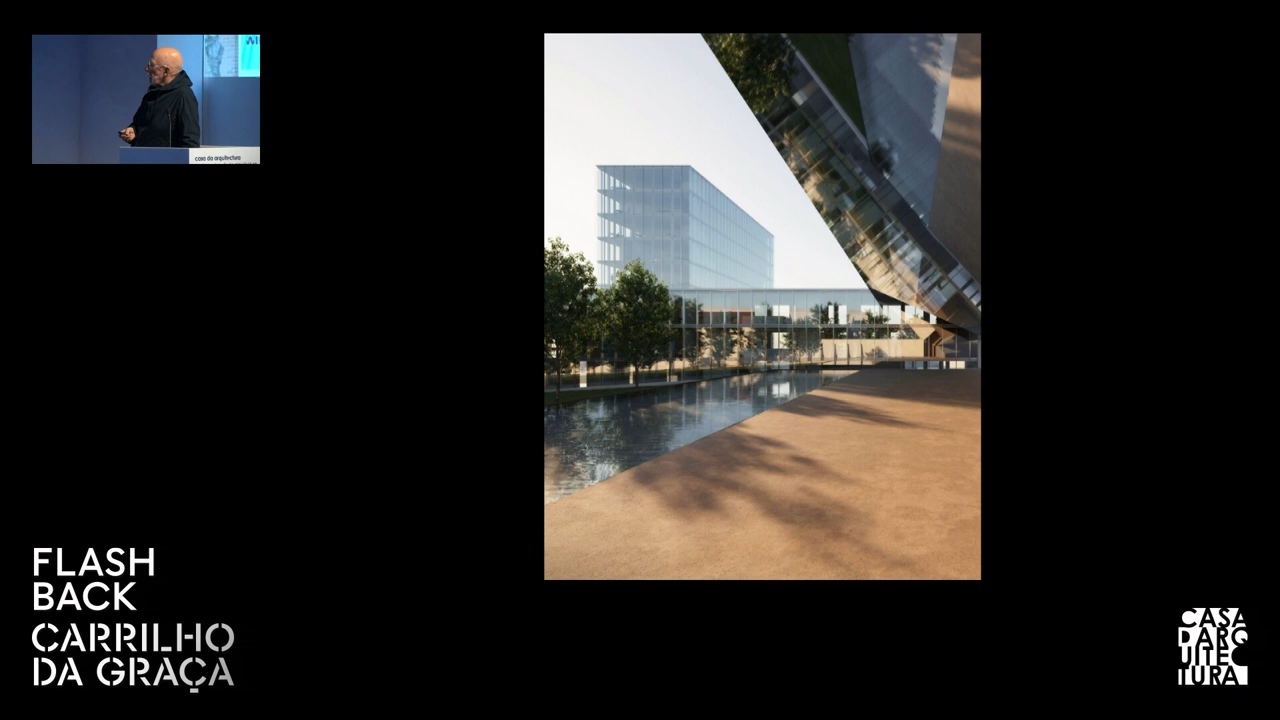 casa da arquitectura
FLASH
BACK
CARRILHO
DA GRAÇA
CASA
DARQ
UITEC
TURA